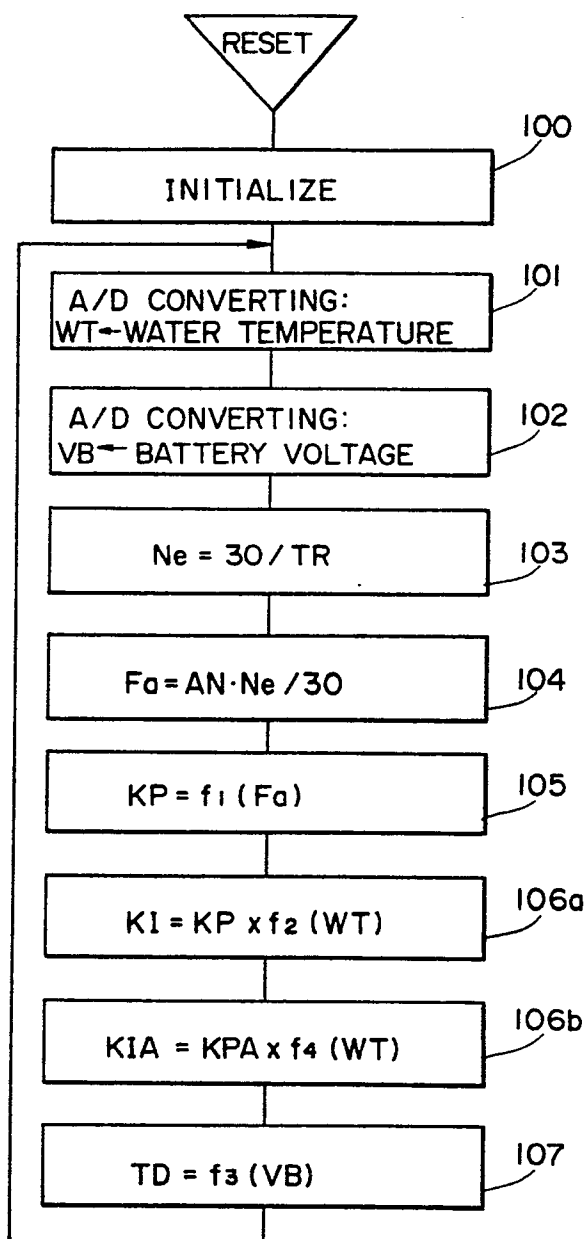 RESET
100
INITIALIZE
101
A/D CONVERTING:
WT←WATER TEMPERATURE
102
A/D CONVERTING:
VB← BATTERY VOLTAGE
Ne = 30 / TR
103
Fa = AN·Ne / 30
104
KP = f1 (Fa)
105
KI = KP x f2 (WT)
106a
KIA = KPA x f4 (WT)
106b
TD = f3 (VB)
107